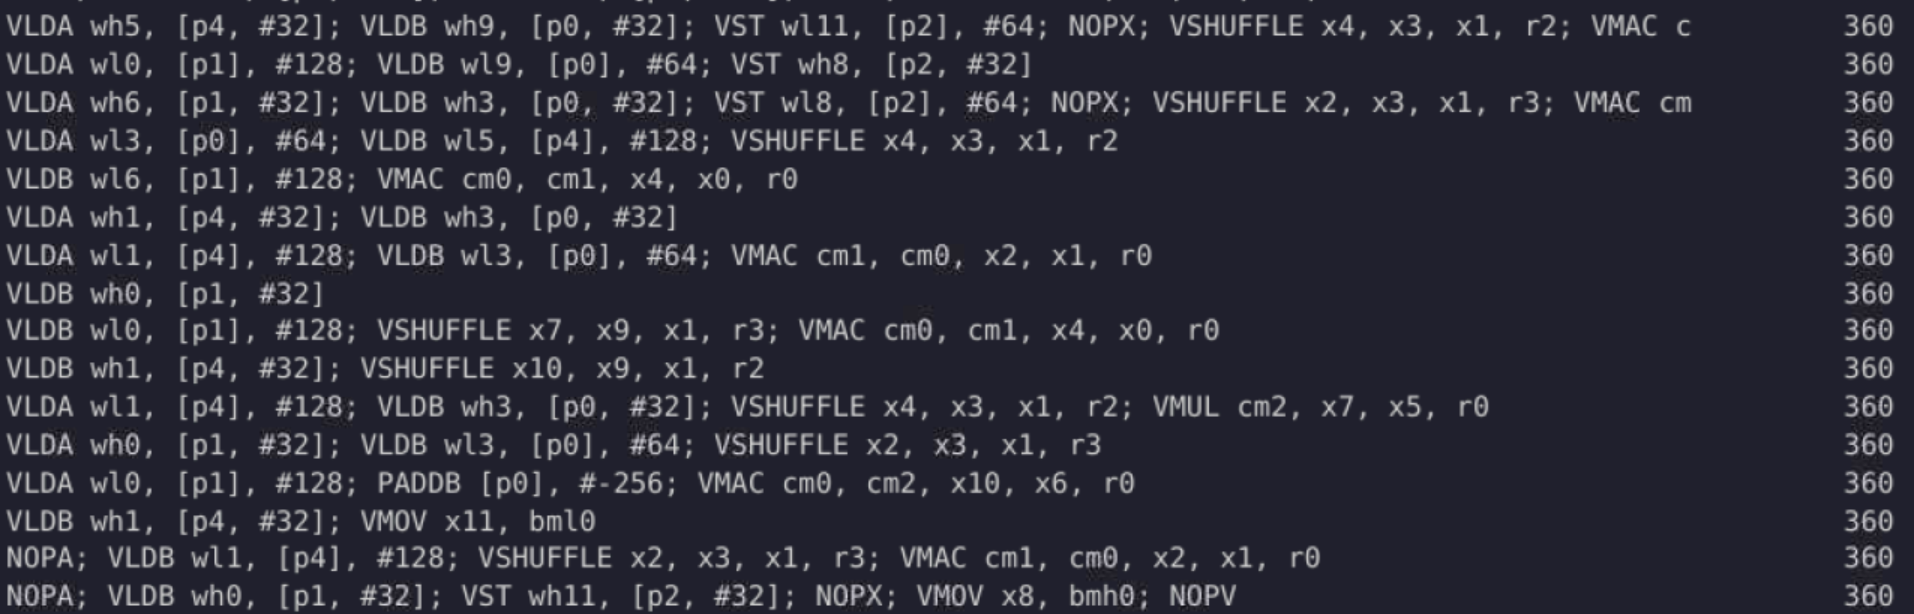 VLDA wh5, [p4, #32]; VLDB wh9, [p0, #32]; VST wl11, [p2], #64; NOPX; VSHUFFLE x4, x3, x1, r2; VMAC c 360
VLDA wl0, [p1], #128; VLDB wl9, [p0], #64; VST wh8, [p2, #32] 360
VLDA wh6, [p1, #32]; VLDB wh3, [p0, #32]; VST wl8, [p2], #64; NOPX; VSHUFFLE x2, x3, x1, r3; VMAC cm 360
VLDA wl3, [p0], #64; VLDB wl5, [p4], #128; VSHUFFLE x4, x3, x1, r2 360
VLDB wl6, [p1], #128; VMAC cm0, cm1, x4, x0, r0 360
VLDA wh1, [p4, #32]; VLDB wh3, [p0, #32] 360
VLDA wl1, [p4], #128; VLDB wl3, [p0], #64; VMAC cm1, cm0, x2, x1, r0 360
VLDB wh0, [p1, #32] 360
VLDB wl0, [p1], #128; VSHUFFLE x7, x9, x1, r3; VMAC cm0, cm1, x4, x0, r0 360
VLDB wh1, [p4, #32]; VSHUFFLE x10, x9, x1, r2 360
VLDA wl1, [p4], #128; VLDB wh3, [p0, #32]; VSHUFFLE x4, x3, x1, r2; VMUL cm2, x7, x5, r0 360
VLDA wh0, [p1, #32]; VLDB wl3, [p0], #64; VSHUFFLE x2, x3, x1, r3 360
VLDA wl0, [p1], #128; PADDB [p0], #-256; VMAC cm0, cm2, x10, x6, r0 360
VLDB wh1, [p4, #32]; VMOV x11, bml0 360
NOPA; VLDB wl1, [p4], #128; VSHUFFLE x2, x3, x1, r3; VMAC cm1, cm0, x2, x1, r0 360
NOPA; VLDB wh0, [p1, #32]; VST wh11, [p2, #32]; NOPX; VMOV x8, bmh0; NOPV 360